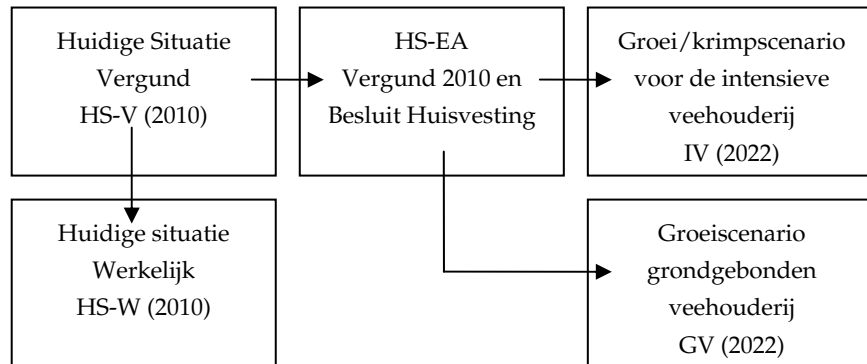 Huidige Situatie
Vergund
HS-V (2010)
HS-EA
Vergund 2010 en
Besluit Huisvesting
Groei/krimpscenario
voor de intensieve
veehouderij
IV (2022)
Huidige situatie
Werkelijk
HS-W (2010)
Groeiscenario
grondgebonden
veehouderij
GV (2022)